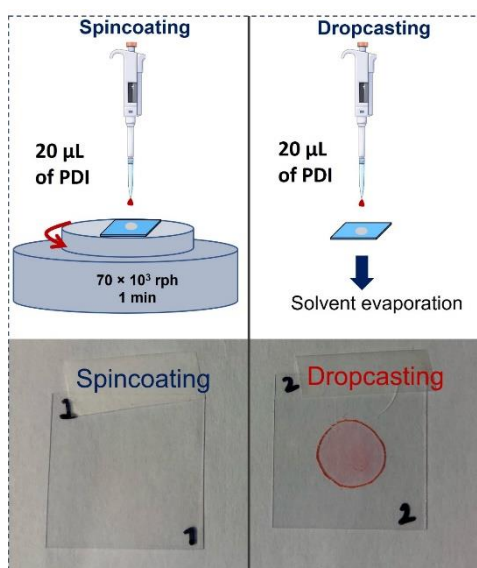 Spincoating
20 µL
of PDI
70 × 10³ rph
1 min
Dropcasting
20 µL
of PDI
Solvent evaporation
Spincoating
1
1
Dropcasting
2
2